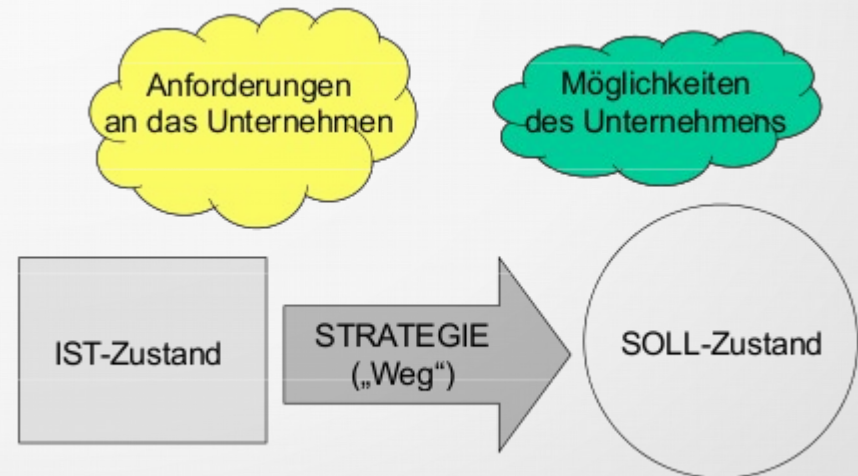 Anforderungen
an das Unternehmen
Möglichkeiten
des Unternehmens
IST-Zustand
STRATEGIE
(„Weg“)
SOLL-Zustand